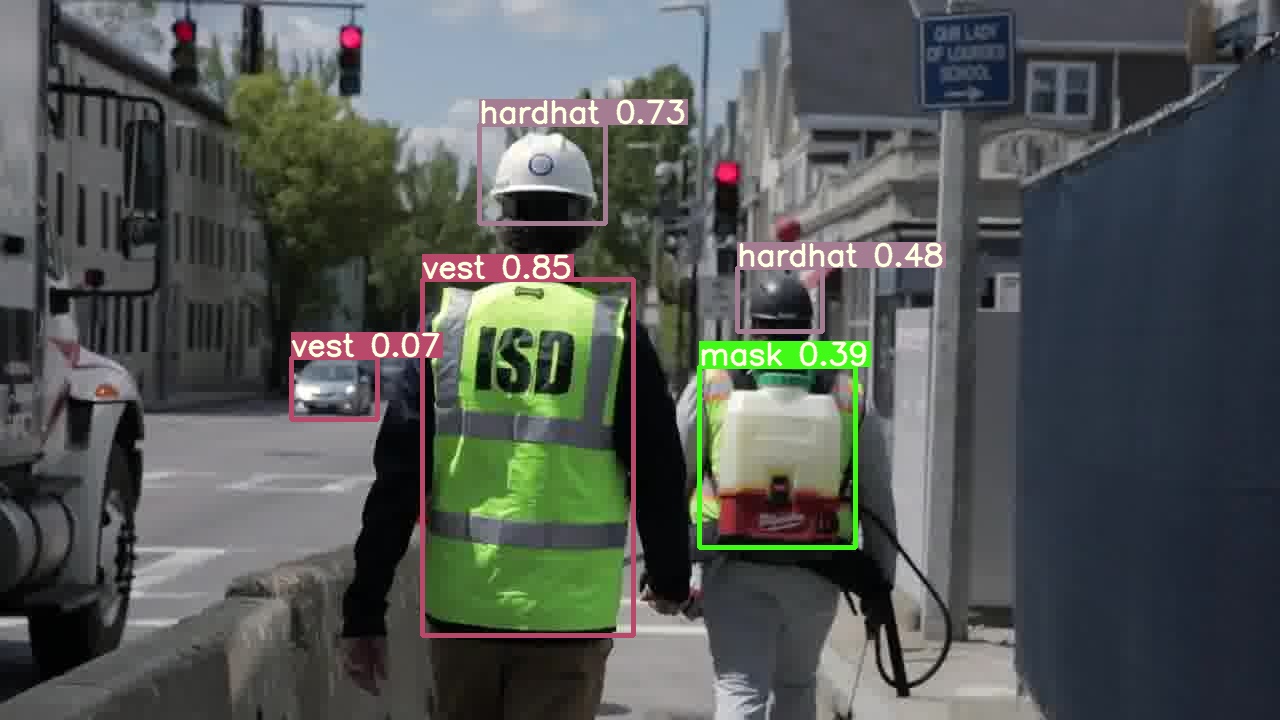 OUR LADY
OF LOURDES
SCHOOL
hardhat 0.73
hardhat 0.48
vest 0.85
vest 0.07
ISD
mask 0.39
Milwaukee